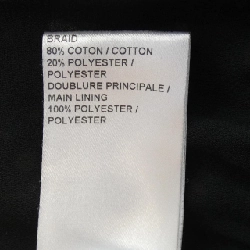 BRAID
80% COTON / COTTON
20% POLYESTER /
POLYESTER
DOUBLURE PRINCIPALE /
MAIN LINING
100% POLYESTER /
POLYESTER